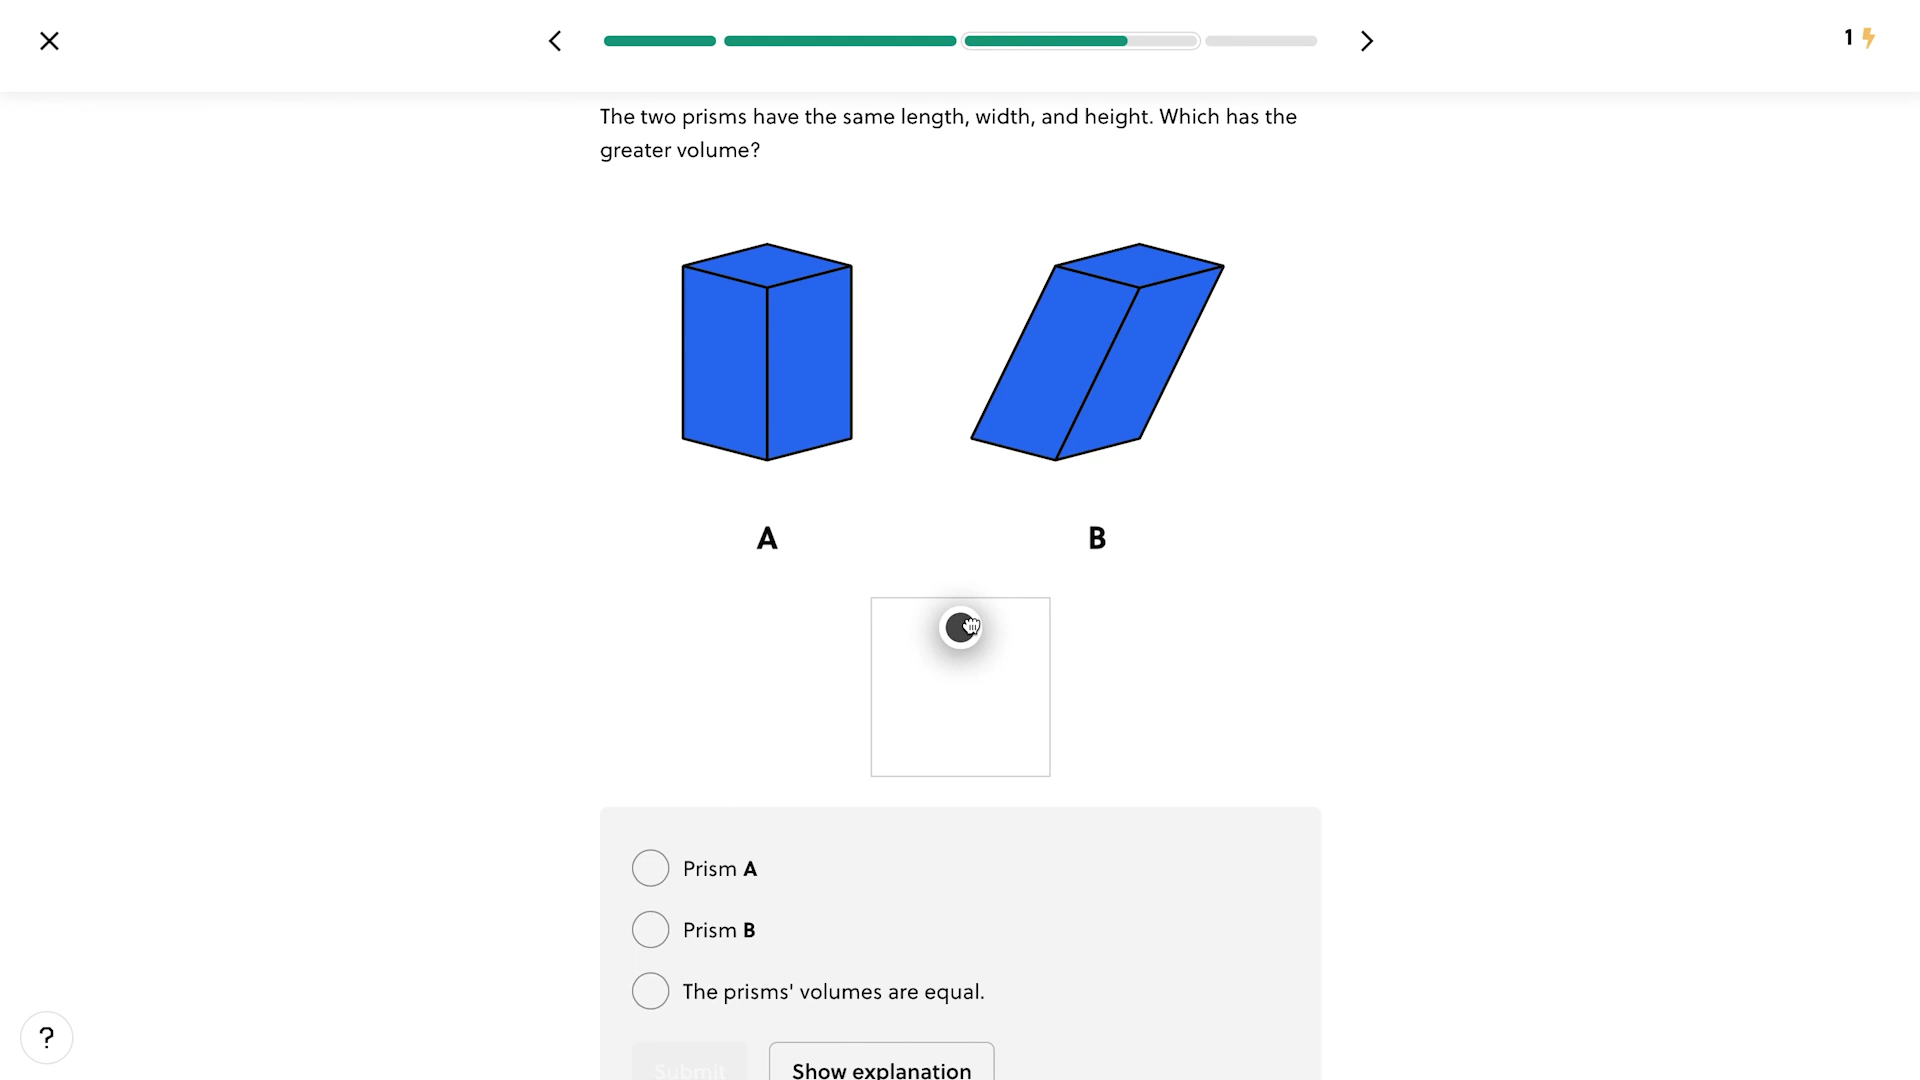 1
The two prisms have the same length, width, and height. Which has the
greater volume?
A
B
Prism A
Prism B
The prisms' volumes are equal.
Submit
Show explanation
?